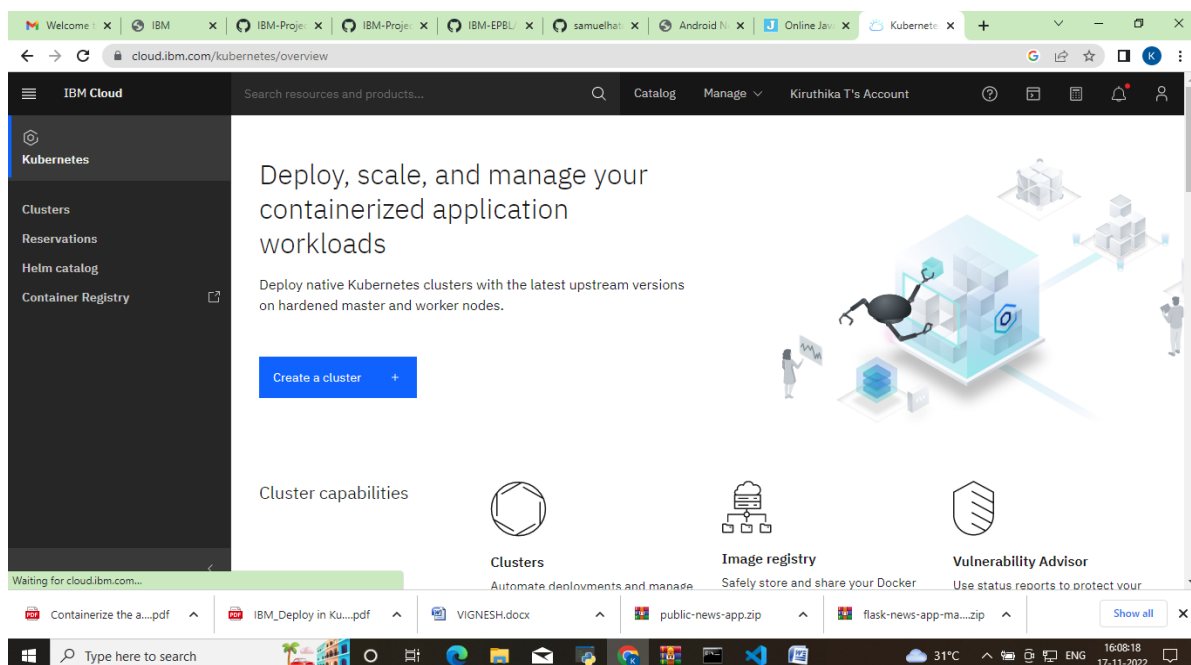 Welcome t
IBM
IBM-Projec
IBM-Projec
IBM-EPBL/
samuelhat
Android N
Online Jav
Kubernete
cloud.ibm.com/kubernetes/overview
G
K
IBM Cloud
Search resources and products...
Catalog
Manage
Kiruthika T's Account
Kubernetes
Clusters
Reservations
Helm catalog
Container Registry
Deploy, scale, and manage your
containerized application
workloads
Deploy native Kubernetes clusters with the latest upstream versions
on hardened master and worker nodes.
Create a cluster +
Cluster capabilities
Clusters
Automate deployments and manage
Image registry
Safely store and share your Docker
Vulnerability Advisor
Use status reports to protect your
Waiting for cloud.ibm.com...
Containerize the a....pdf
IBM_Deploy in Ku....pdf
VIGNESH.docx
public-news-app.zip
flask-news-app-ma....zip
Show all
Type here to search
31°C
ENG
16:08:18
17-11-2022